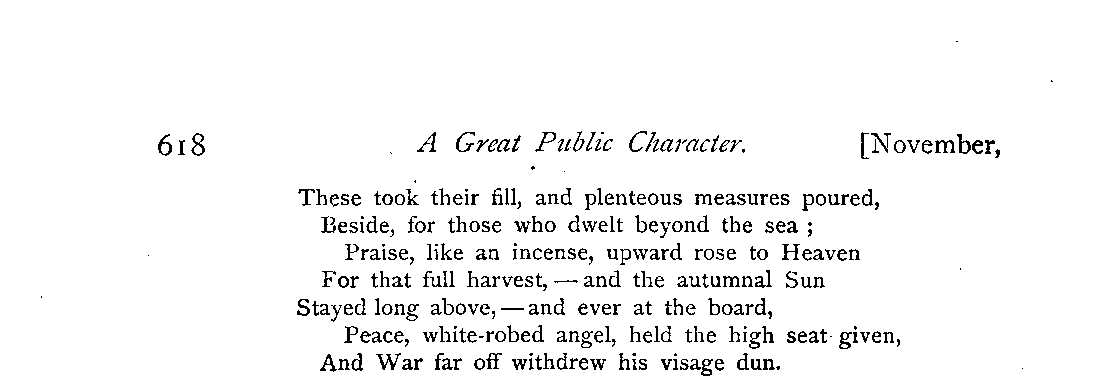 618 A Great Public Character. [November,
These took their fill, and plenteous measures poured,
Beside, for those who dwelt beyond the sea ;
Praise, like an incense, upward rose to Heaven
For that full harvest, — and the autumnal Sun
Stayed long above, — and ever at the board,
Peace, white-robed angel, held the high seat given,
And War far off withdrew his visage dun.